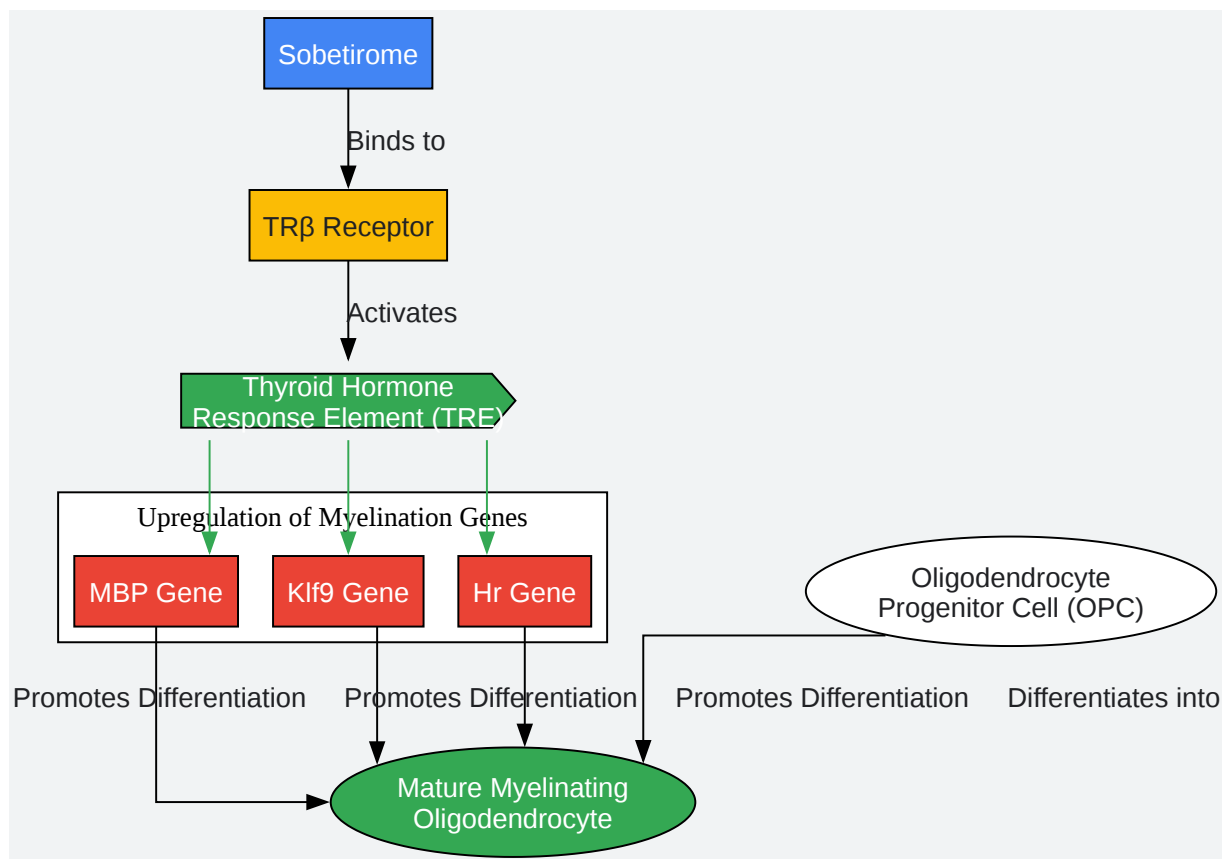 Sobetirome
Binds to
TRβ Receptor
Activates
Thyroid Hormone
Response Element (TRE)
Upregulation of Myelination Genes
MBP Gene
Klf9 Gene
Hr Gene
Oligodendrocyte
Progenitor Cell (OPC)
Promotes Differentiation
Promotes Differentiation
Promotes Differentiation
Differentiates into
Mature Myelinating
Oligodendrocyte